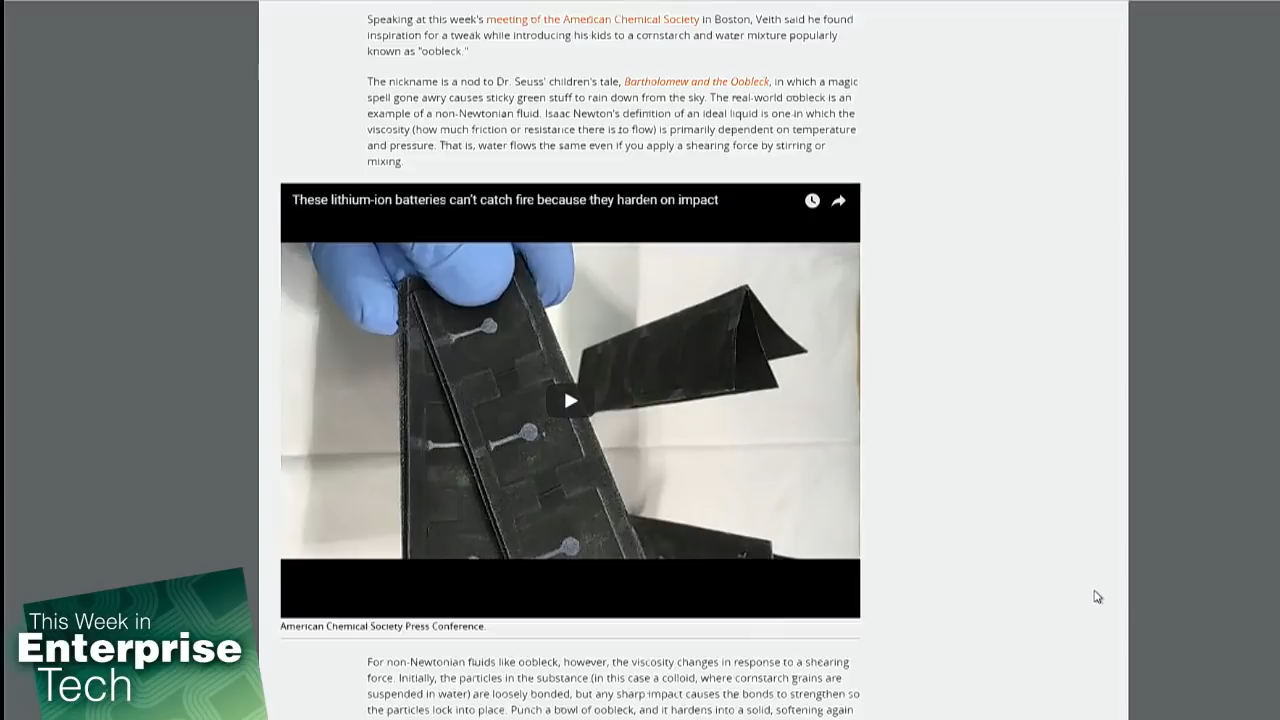 Speaking at this week's meeting of the American Chemical Society in Boston, Veith said he found
inspiration for a tweak while introducing his kids to a cornstarch and water mixture popularly
known as "oobleck."
The nickname is a nod to Dr. Seuss' children's tale, Bartholomew and the Oobleck, in which a magic
spell gone awry causes sticky green stuff to rain down from the sky. The real-world oobleck is an
example of a non-Newtonian fluid. Isaac Newton's definition of an ideal liquid is one in which the
viscosity (how much friction or resistance there is to flow) is primarily dependent on temperature
and pressure. That is, water flows the same even if you apply a shearing force by stirring or
mixing.
These lithium-ion batteries can't catch fire because they harden on impact
American Chemical Society Press Conference.
For non-Newtonian fluids like oobleck, however, the viscosity changes in response to a shearing
force. Initially, the particles in the substance (in this case a colloid, where cornstarch grains are
suspended in water) are loosely bonded, but any sharp impact causes the bonds to strengthen so
the particles lock into place. Punch a bowl of oobleck, and it hardens into a solid, softening again
This Week in
Enterprise
Tech